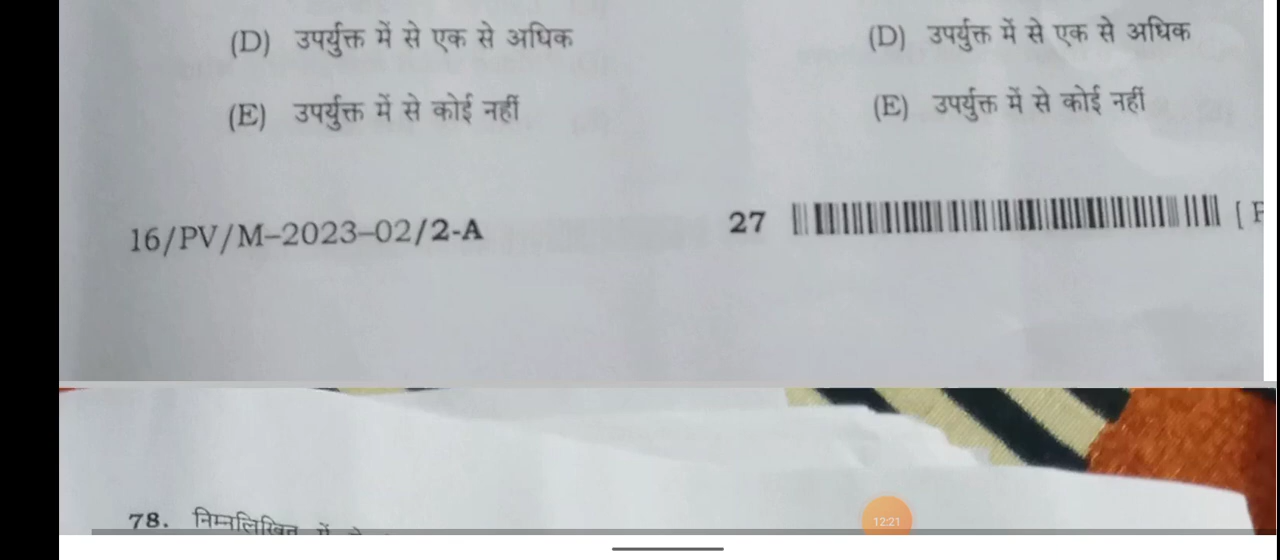 (D) उपर्युक्त में से एक से अधिक
(E) उपर्युक्त में से कोई नहीं
(D) उपर्युक्त में से एक से अधिक
(E) उपर्युक्त में से कोई नहीं
16/PV/M-2023-02/2-A
27
[
78. निम्नलिखित में से
12:21